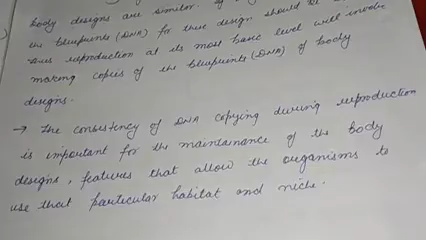 body designs are similar. If
the blueprints (DNA) for these design should be
thus reproduction at its most basic level will involve
making copies of the blueprints (DNA) of body
designs.
→ The consistency of DNA copying during reproduction
is important for the maintainance of the body
designs, features that allow the organisms to
use that particular habitat and niche.